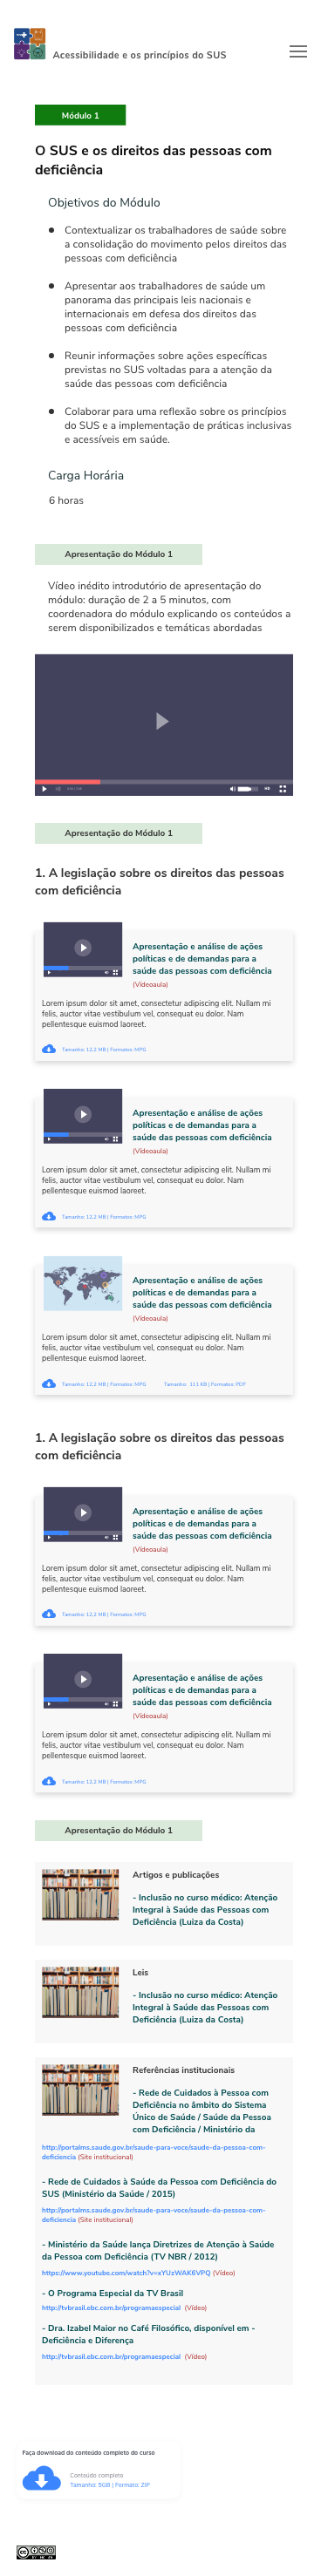 Acessibilidade e os princípios do SUS
Módulo 1
O SUS e os direitos das pessoas com
deficiência
Objetivos do Módulo
Contextualizar os trabalhadores de saúde sobre
a consolidação do movimento pelos direitos das
pessoas com deficiência
Apresentar aos trabalhadores de saúde um
panorama das principais leis nacionais e
internacionais em defesa dos direitos das
pessoas com deficiência
Reunir informações sobre ações específicas
previstas no SUS voltadas para a atenção da
saúde das pessoas com deficiência
Colaborar para uma reflexão sobre os princípios
do SUS e a implementação de práticas inclusivas
e acessíveis em saúde.
Carga Horária
6 horas
Apresentação do Módulo 1
Vídeo inédito introdutório de apresentação do
módulo: duração de 2 a 5 minutos, com
coordenadora do módulo explicando os conteúdos a
serem disponibilizados e temáticas abordadas
HD
Apresentação do Módulo 1
1. A legislação sobre os direitos das pessoas
com deficiência
Apresentação e análise de ações
políticas e de demandas para a
saúde das pessoas com deficiência
(Vídeoaula)
Lorem ipsum dolor sit amet, consectetur adipiscing elit. Nullam mi
felis, auctor vitae vestibulum vel, consequat eu dolor. Nam
pellentesque euismod laoreet.
Tamanho: 12.2 MB | Formatos: MPG
Apresentação e análise de ações
políticas e de demandas para a
saúde das pessoas com deficiência
(Vídeoaula)
Lorem ipsum dolor sit amet, consectetur adipiscing elit. Nullam mi
felis, auctor vitae vestibulum vel, consequat eu dolor. Nam
pellentesque euismod laoreet.
Tamanho: 12.2 MB | Formatos: MPG
Apresentação e análise de ações
políticas e de demandas para a
saúde das pessoas com deficiência
(Vídeoaula)
Lorem ipsum dolor sit amet, consectetur adipiscing elit. Nullam mi
felis, auctor vitae vestibulum vel, consequat eu dolor. Nam
pellentesque euismod laoreet.
Tamanho: 12.2 MB | Formatos: MPG Tamanho: 111 KB | Formatos: PDF
1. A legislação sobre os direitos das pessoas
com deficiência
Apresentação e análise de ações
políticas e de demandas para a
saúde das pessoas com deficiência
(Vídeoaula)
Lorem ipsum dolor sit amet, consectetur adipiscing elit. Nullam mi
felis, auctor vitae vestibulum vel, consequat eu dolor. Nam
pellentesque euismod laoreet.
Tamanho: 12.2 MB | Formatos: MPG
Apresentação e análise de ações
políticas e de demandas para a
saúde das pessoas com deficiência
(Vídeoaula)
Lorem ipsum dolor sit amet, consectetur adipiscing elit. Nullam mi
felis, auctor vitae vestibulum vel, consequat eu dolor. Nam
pellentesque euismod laoreet.
Tamanho: 12.2 MB | Formatos: MPG
Apresentação do Módulo 1
Artigos e publicações
- Inclusão no curso médico: Atenção
Integral à Saúde das Pessoas com
Deficiência (Luiza da Costa)
Leis
- Inclusão no curso médico: Atenção
Integral à Saúde das Pessoas com
Deficiência (Luiza da Costa)
Referências institucionais
- Rede de Cuidados à Pessoa com
Deficiência no âmbito do Sistema
Único de Saúde / Saúde da Pessoa
com Deficiência / Ministério da
http://portalms.saude.gov.br/saude-para-voce/saude-da-pessoa-com-
deficiencia (Site institucional)
- Rede de Cuidados à Saúde da Pessoa com Deficiência do
SUS (Ministério da Saúde / 2015)
http://portalms.saude.gov.br/saude-para-voce/saude-da-pessoa-com-
deficiencia (Site institucional)
- Ministério da Saúde lança Diretrizes de Atenção à Saúde
da Pessoa com Deficiência (TV NBR / 2012)
https://www.youtube.com/watch?v=xYUzWAK6VPQ (Vídeo)
- O Programa Especial da TV Brasil
http://tvbrasil.ebc.com.br/programaespecial (Vídeo)
- Dra. Izabel Maior no Café Filosófico, disponível em -
Deficiência e Diferença
http://tvbrasil.ebc.com.br/programaespecial (Vídeo)
Faça download do conteúdo completo do curso
Conteúdo completo
Tamanho: 5GB | Formato: ZIP